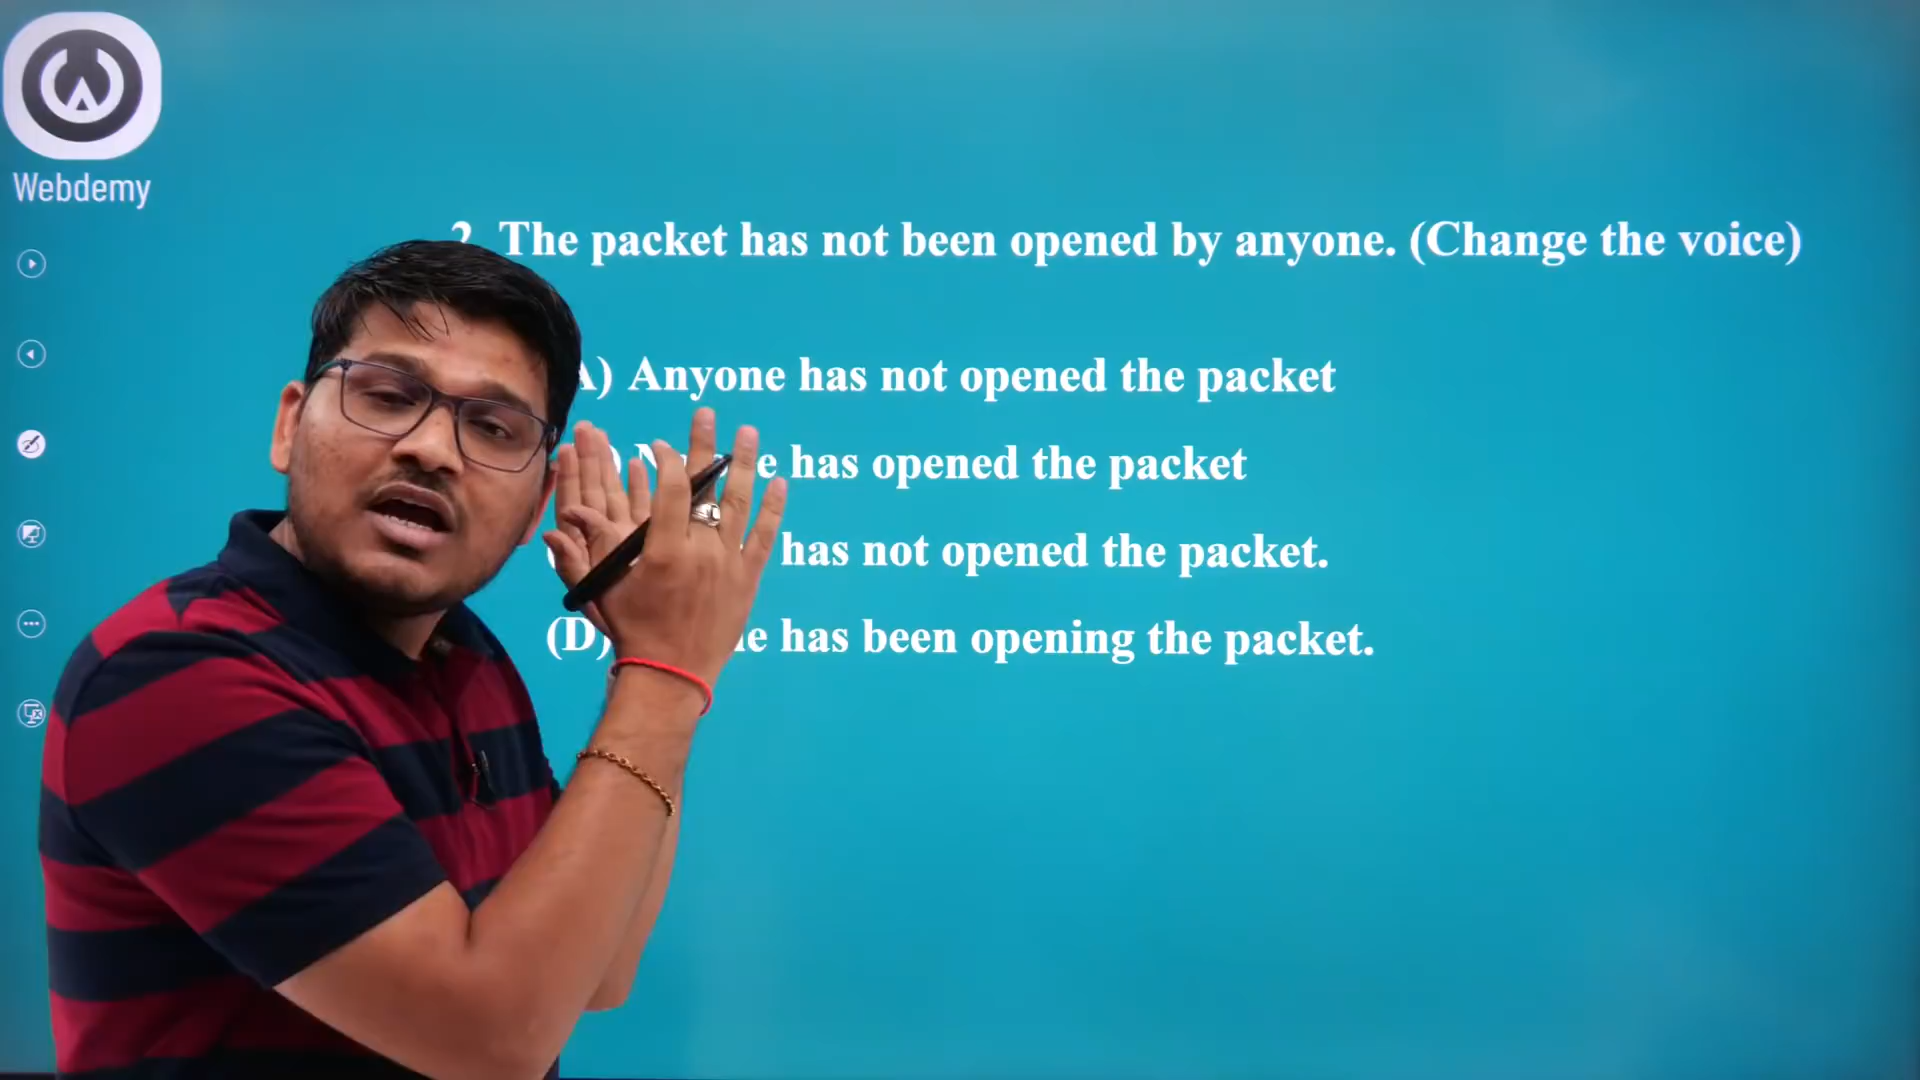 Webdemy
2. The packet has not been opened by anyone. (Change the voice)
A) Anyone has not opened the packet
has opened the packet
has not opened the packet.
(D) has been opening the packet.